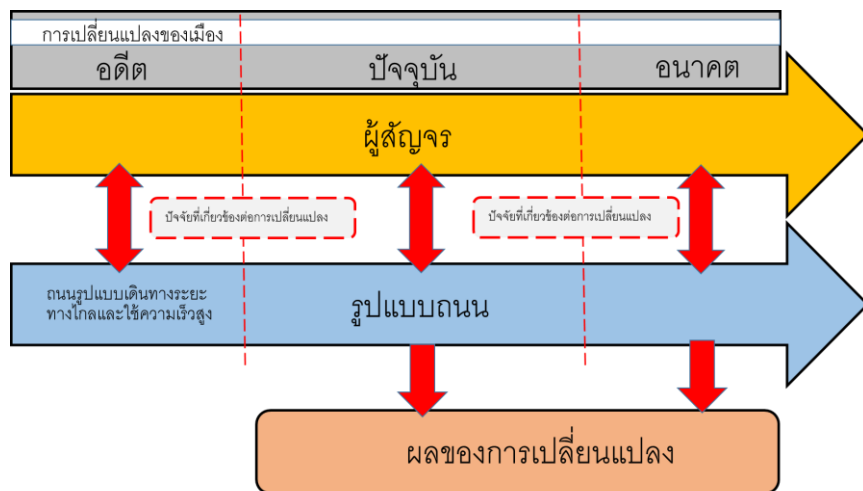 การเปลี่ยนแปลงของเมือง
อดีต ปัจจุบัน อนาคต
ผู้สัญจร
ปัจจัยที่เกี่ยวข้องต่อการเปลี่ยนแปลง ปัจจัยที่เกี่ยวข้องต่อการเปลี่ยนแปลง
ถนนรูปแบบเดินทางระยะ
ทางไกลและใช้ความเร็วสูง
รูปแบบถนน
ผลของการเปลี่ยนแปลง